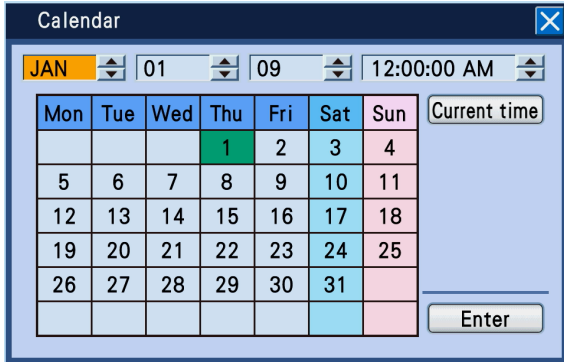 Calendar
JAN 01 09 12:00:00 AM
Mon Tue Wed Thu Fri Sat Sun Current time
1 2 3 4
5 6 7 8 9 10 11
12 13 14 15 16 17 18
19 20 21 22 23 24 25
26 27 28 29 30 31
Enter